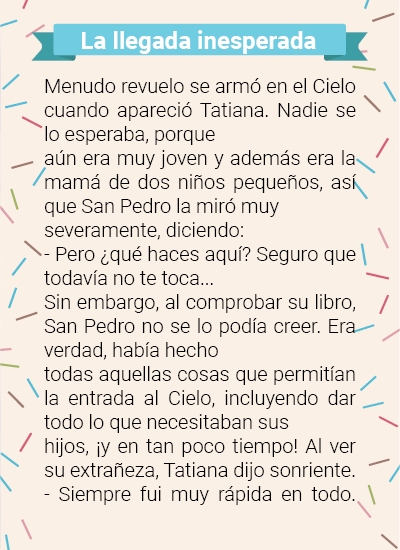 La llegada inesperada
Menudo revuelo se armó en el Cielo
cuando apareció Tatiana. Nadie se
lo esperaba, porque
aún era muy joven y además era la
mamá de dos niños pequeños, así
que San Pedro la miró muy
severamente, diciendo:
- Pero ¿qué haces aquí? Seguro que
todavía no te toca...
Sin embargo, al comprobar su libro,
San Pedro no se lo podía creer. Era
verdad, había hecho
todas aquellas cosas que permitían
la entrada al Cielo, incluyendo dar
todo lo que necesitaban sus
hijos, ¡y en tan poco tiempo! Al ver
su extrañeza, Tatiana dijo sonriente.
- Siempre fui muy rápida en todo.